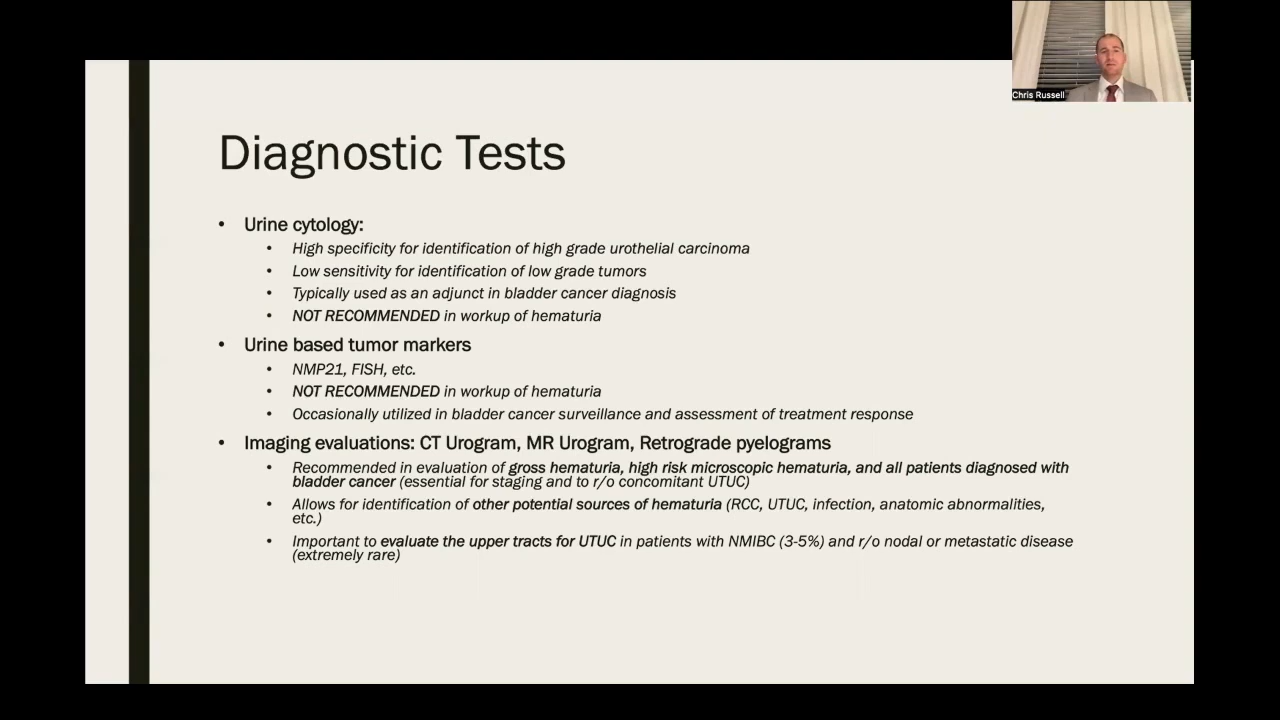 Chris Russell
Diagnostic Tests
• Urine cytology:
• High specificity for identification of high grade urothelial carcinoma
• Low sensitivity for identification of low grade tumors
• Typically used as an adjunct in bladder cancer diagnosis
• NOT RECOMMENDED in workup of hematuria
• Urine based tumor markers
• NMP21, FISH, etc.
• NOT RECOMMENDED in workup of hematuria
• Occasionally utilized in bladder cancer surveillance and assessment of treatment response
• Imaging evaluations: CT Urogram, MR Urogram, Retrograde pyelograms
• Recommended in evaluation of gross hematuria, high risk microscopic hematuria, and all patients diagnosed with
bladder cancer (essential for staging and to r/o concomitant UTUC)
• Allows for identification of other potential sources of hematuria (RCC, UTUC, infection, anatomic abnormalities,
etc.)
• Important to evaluate the upper tracts for UTUC in patients with NMIBC (3-5%) and r/o nodal or metastatic disease
(extremely rare)